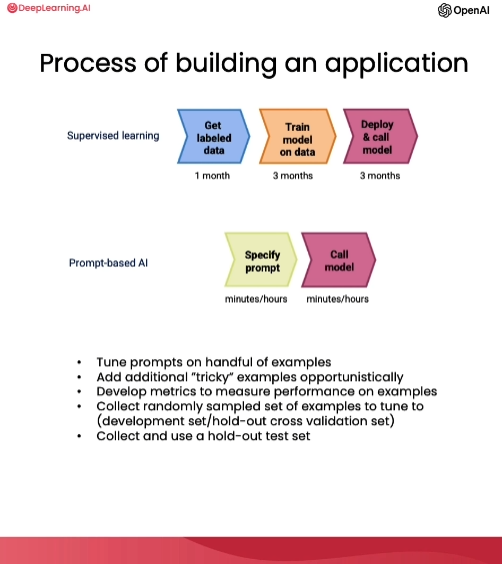 DeepLearning.AI
OpenAI
Process of building an application
Supervised learning
Get
labeled
data
Train
model
on data
Deploy
& call
model
1 month
3 months
3 months
Prompt-based AI
Specify
prompt
Call
model
minutes/hours
minutes/hours
• Tune prompts on handful of examples
• Add additional "tricky" examples opportunistically
• Develop metrics to measure performance on examples
• Collect randomly sampled set of examples to tune to
(development set/hold-out cross validation set)
• Collect and use a hold-out test set